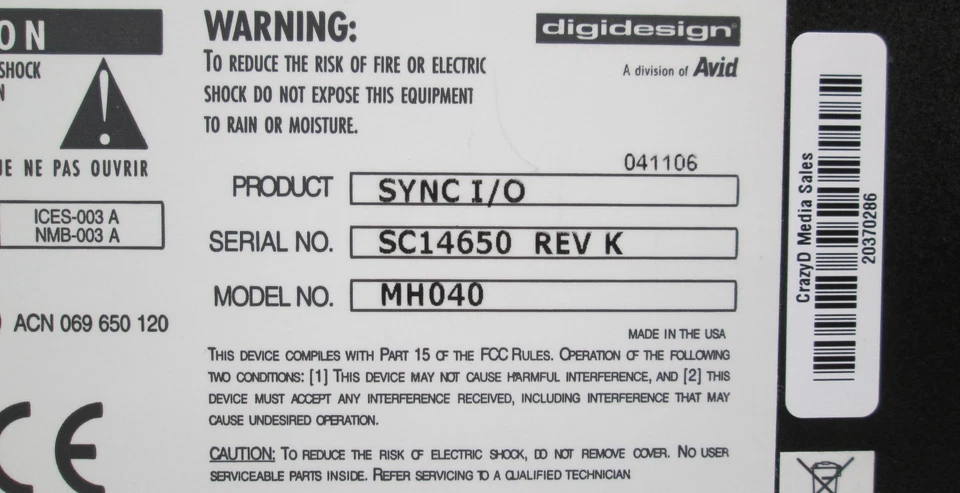 ON
SHOCK
NE PAS OUVRIR
ICES-003 A
NMB-003 A
ACN 069 650 120
CE
WARNING:
TO REDUCE THE RISK OF FIRE OR ELECTRIC
SHOCK DO NOT EXPOSE THIS EQUIPMENT
TO RAIN OR MOISTURE.
digidesign®
A division of Avid
041106
PRODUCT SYNC I/O
SERIAL NO. SC14650 REV K
MODEL NO. MH040
MADE IN THE USA
THIS DEVICE COMPLIES WITH PART 15 OF THE FCC RULES. OPERATION OF THE FOLLOWING
TWO CONDITIONS: [1] THIS DEVICE MAY NOT CAUSE HARMFUL INTERFERENCE, AND [2] THIS
DEVICE MUST ACCEPT ANY INTERFERENCE RECEIVED, INCLUDING INTERFERENCE THAT MAY
CAUSE UNDESIRED OPERATION.
CAUTION: TO REDUCE THE RISK OF ELECTRIC SHOCK, DO NOT REMOVE COVER. NO USER
SERVICEABLE PARTS INSIDE. REFER SERVICING TO A QUALIFIED TECHNICIAN
CrazyD Media Sales
20370286